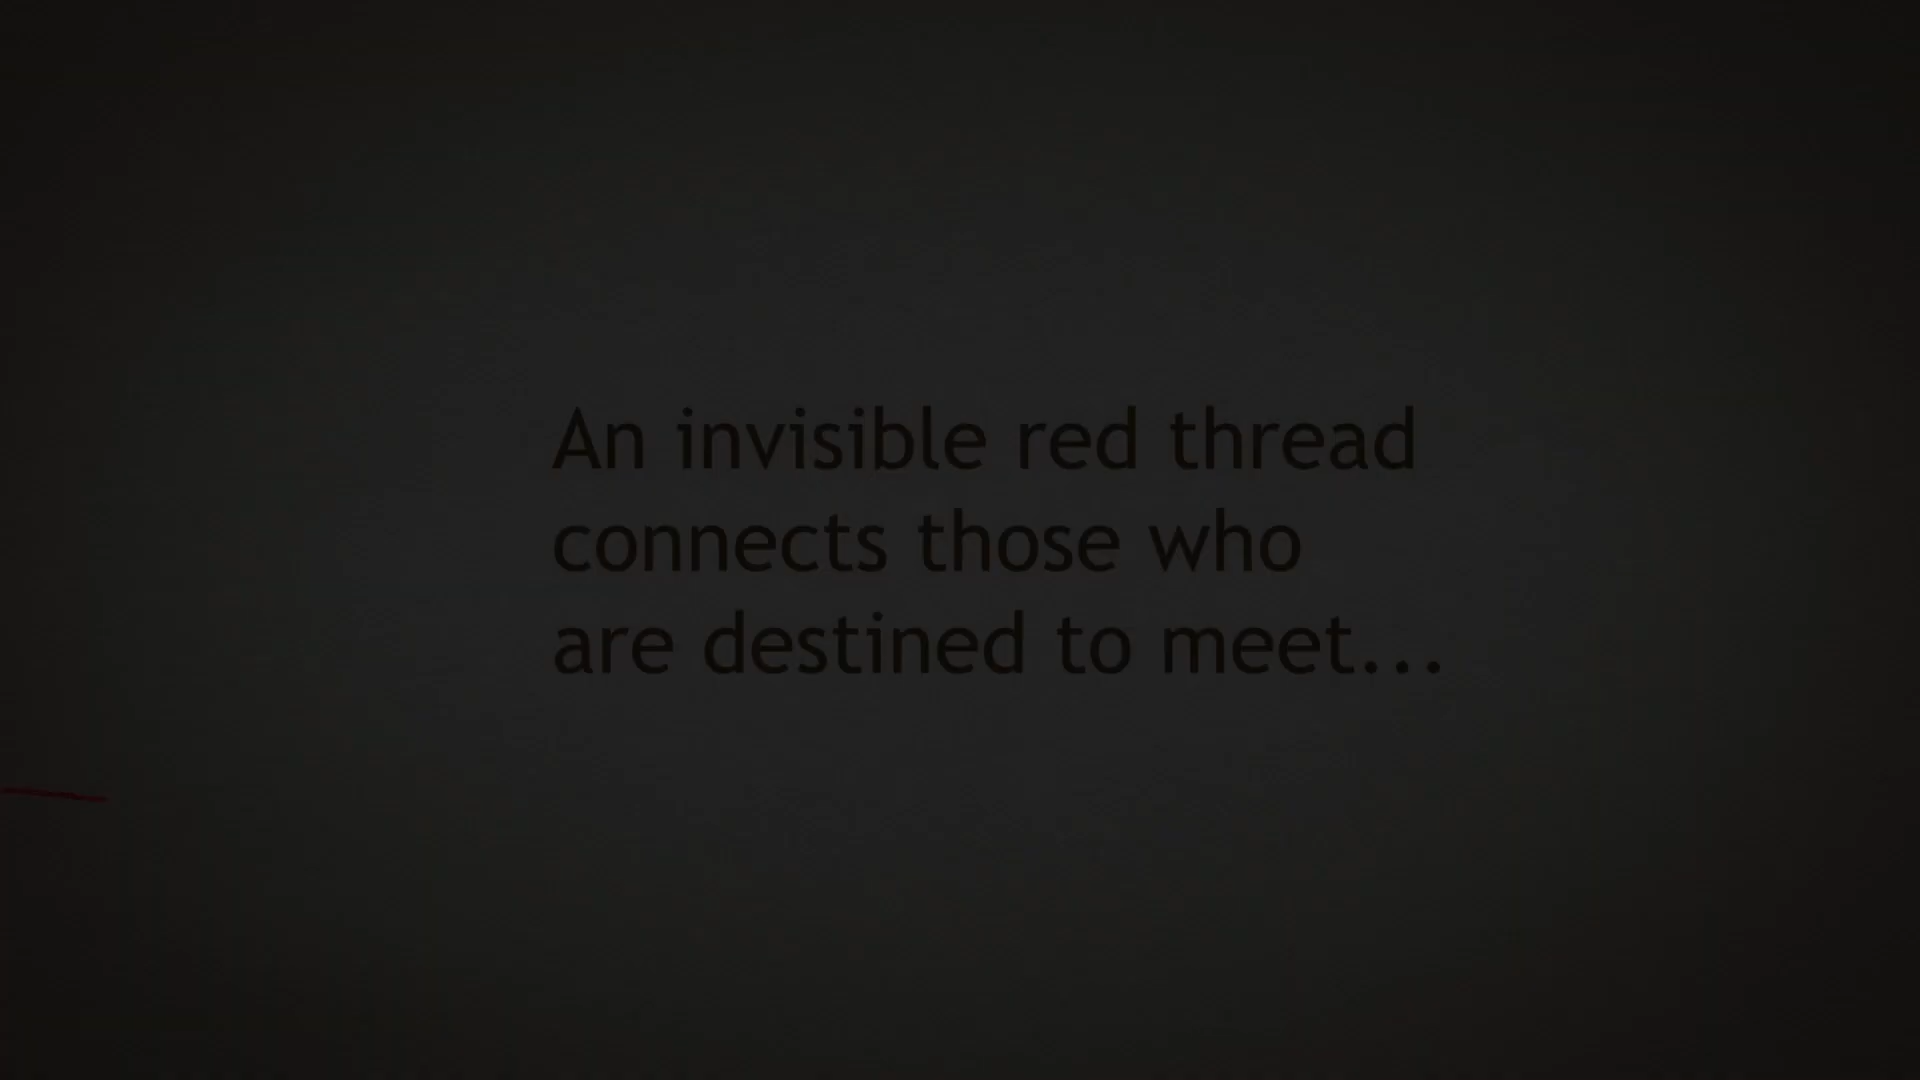 An invisible red thread
connects those who
are destined to meet...